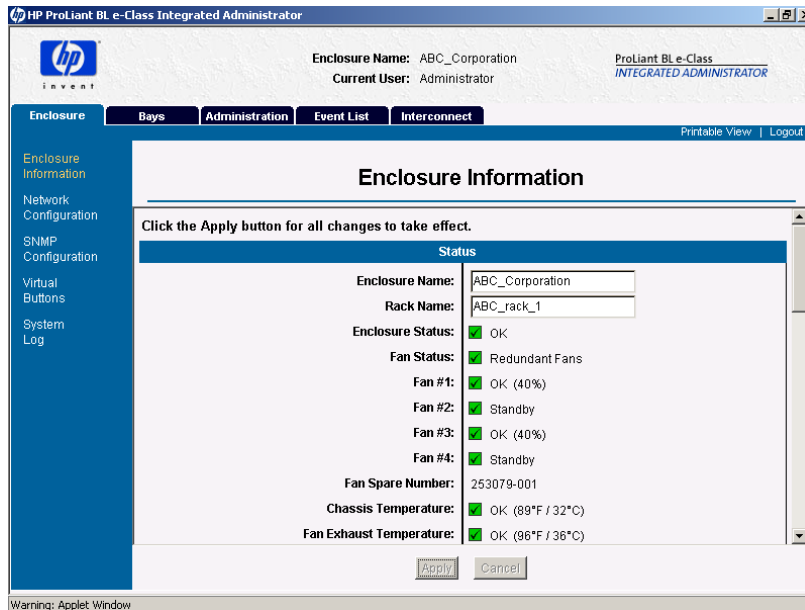 HP ProLiant BL e-Class Integrated Administrator
hp
invent
Enclosure Name: ABC_Corporation
Current User: Administrator
ProLiant BL e-Class
INTEGRATED ADMINISTRATOR
Enclosure Bays Administration Event List Interconnect
Printable View | Logout
Enclosure
Information
Network
Configuration
SNMP
Configuration
Virtual
Buttons
System
Log
Enclosure Information
Click the Apply button for all changes to take effect.
Status
Enclosure Name: ABC_Corporation
Rack Name: ABC_rack_1
Enclosure Status: OK
Fan Status: Redundant Fans
Fan #1: OK (40%)
Fan #2: Standby
Fan #3: OK (40%)
Fan #4: Standby
Fan Spare Number: 253079-001
Chassis Temperature: OK (89°F / 32°C)
Fan Exhaust Temperature: OK (96°F / 36°C)
Apply Cancel
Warning: Applet Window